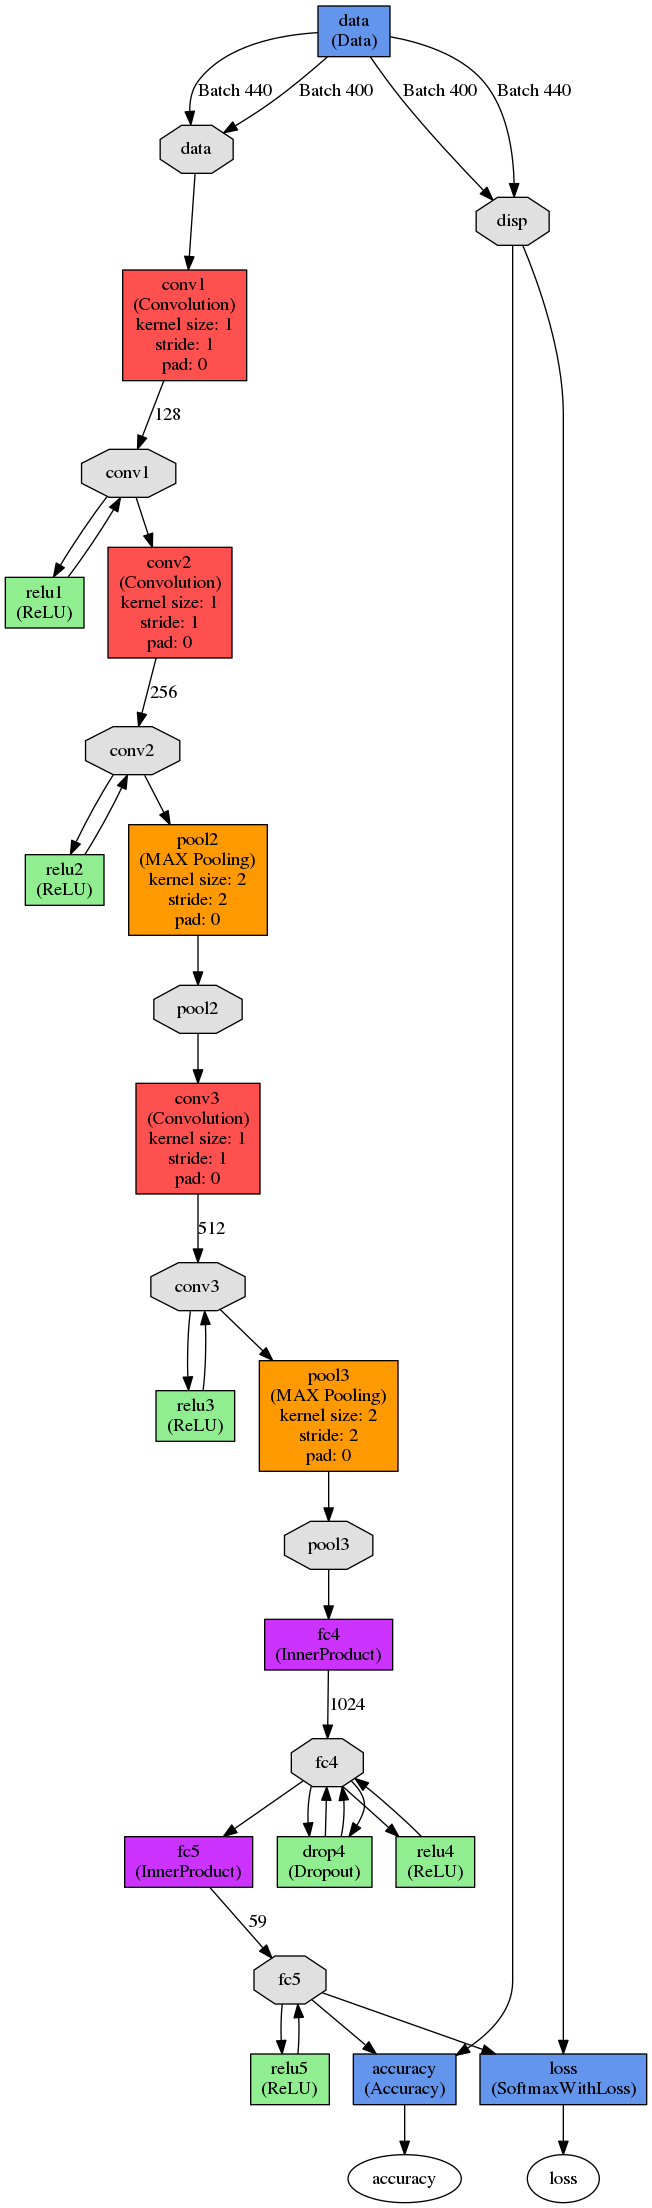 data
(Data)
Batch 440
Batch 400
Batch 400
Batch 440
data
disp
conv1
(Convolution)
kernel size: 1
stride: 1
pad: 0
128
conv1
relu1
(ReLU)
conv2
(Convolution)
kernel size: 1
stride: 1
pad: 0
256
conv2
relu2
(ReLU)
pool2
(MAX Pooling)
kernel size: 2
stride: 2
pad: 0
pool2
conv3
(Convolution)
kernel size: 1
stride: 1
pad: 0
512
conv3
relu3
(ReLU)
pool3
(MAX Pooling)
kernel size: 2
stride: 2
pad: 0
pool3
fc4
(InnerProduct)
1024
fc4
fc5
(InnerProduct)
drop4
(Dropout)
relu4
(ReLU)
59
fc5
relu5
(ReLU)
accuracy
(Accuracy)
loss
(SoftmaxWithLoss)
accuracy
loss